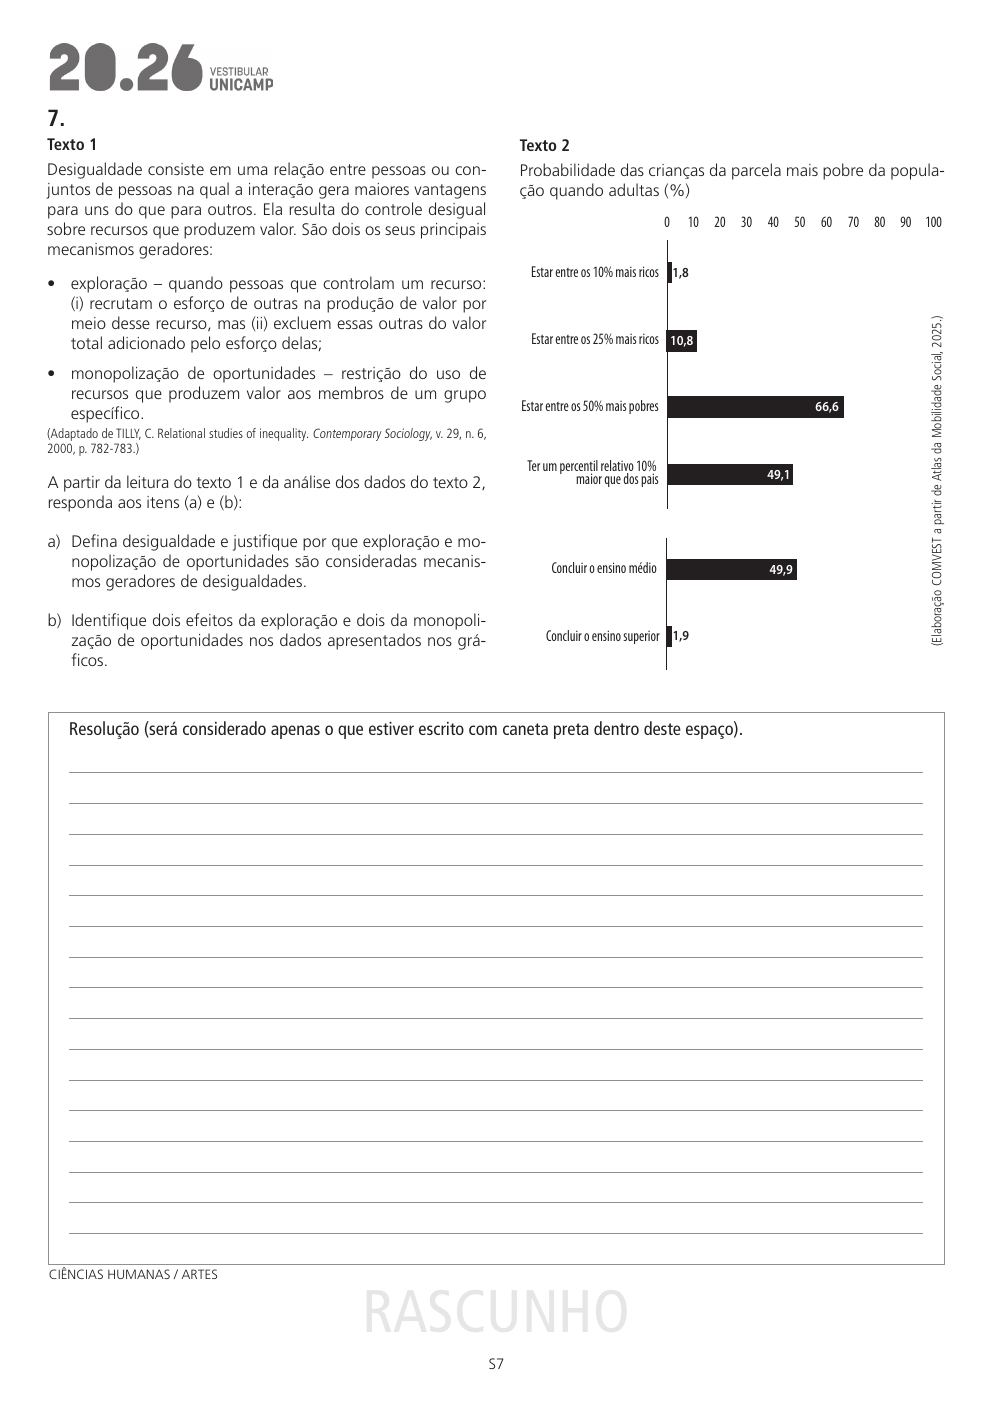 20.26 VESTIBULAR
UNICAMP
7.
Texto 1
Desigualdade consiste em uma relação entre pessoas ou con-
juntos de pessoas na qual a interação gera maiores vantagens
para uns do que para outros. Ela resulta do controle desigual
sobre recursos que produzem valor. São dois os seus principais
mecanismos geradores:
• exploração – quando pessoas que controlam um recurso:
(i) recrutam o esforço de outras na produção de valor por
meio desse recurso, mas (ii) excluem essas outras do valor
total adicionado pelo esforço delas;
• monopolização de oportunidades – restrição do uso de
recursos que produzem valor aos membros de um grupo
específico.
(Adaptado de TILLY, C. Relational studies of inequality. Contemporary Sociology, v. 29, n. 6,
2000, p. 782-783.)
A partir da leitura do texto 1 e da análise dos dados do texto 2,
responda aos itens (a) e (b):
a) Defina desigualdade e justifique por que exploração e mo-
nopolização de oportunidades são consideradas mecanis-
mos geradores de desigualdades.
b) Identifique dois efeitos da exploração e dois da monopoli-
zação de oportunidades nos dados apresentados nos grá-
ficos.
Texto 2
Probabilidade das crianças da parcela mais pobre da popula-
ção quando adultas (%)
0 10 20 30 40 50 60 70 80 90 100
Estar entre os 10% mais ricos 1,8
Estar entre os 25% mais ricos 10,8
Estar entre os 50% mais pobres 66,6
Ter um percentil relativo 10%
maior que dos pais 49,1
Concluir o ensino médio 49,9
Concluir o ensino superior 1,9
(Elaboração COMVEST a partir de Atlas da Mobilidade Social, 2025.)
Resolução (será considerado apenas o que estiver escrito com caneta preta dentro deste espaço).
CIÊNCIAS HUMANAS / ARTES
RASCUNHO
S7